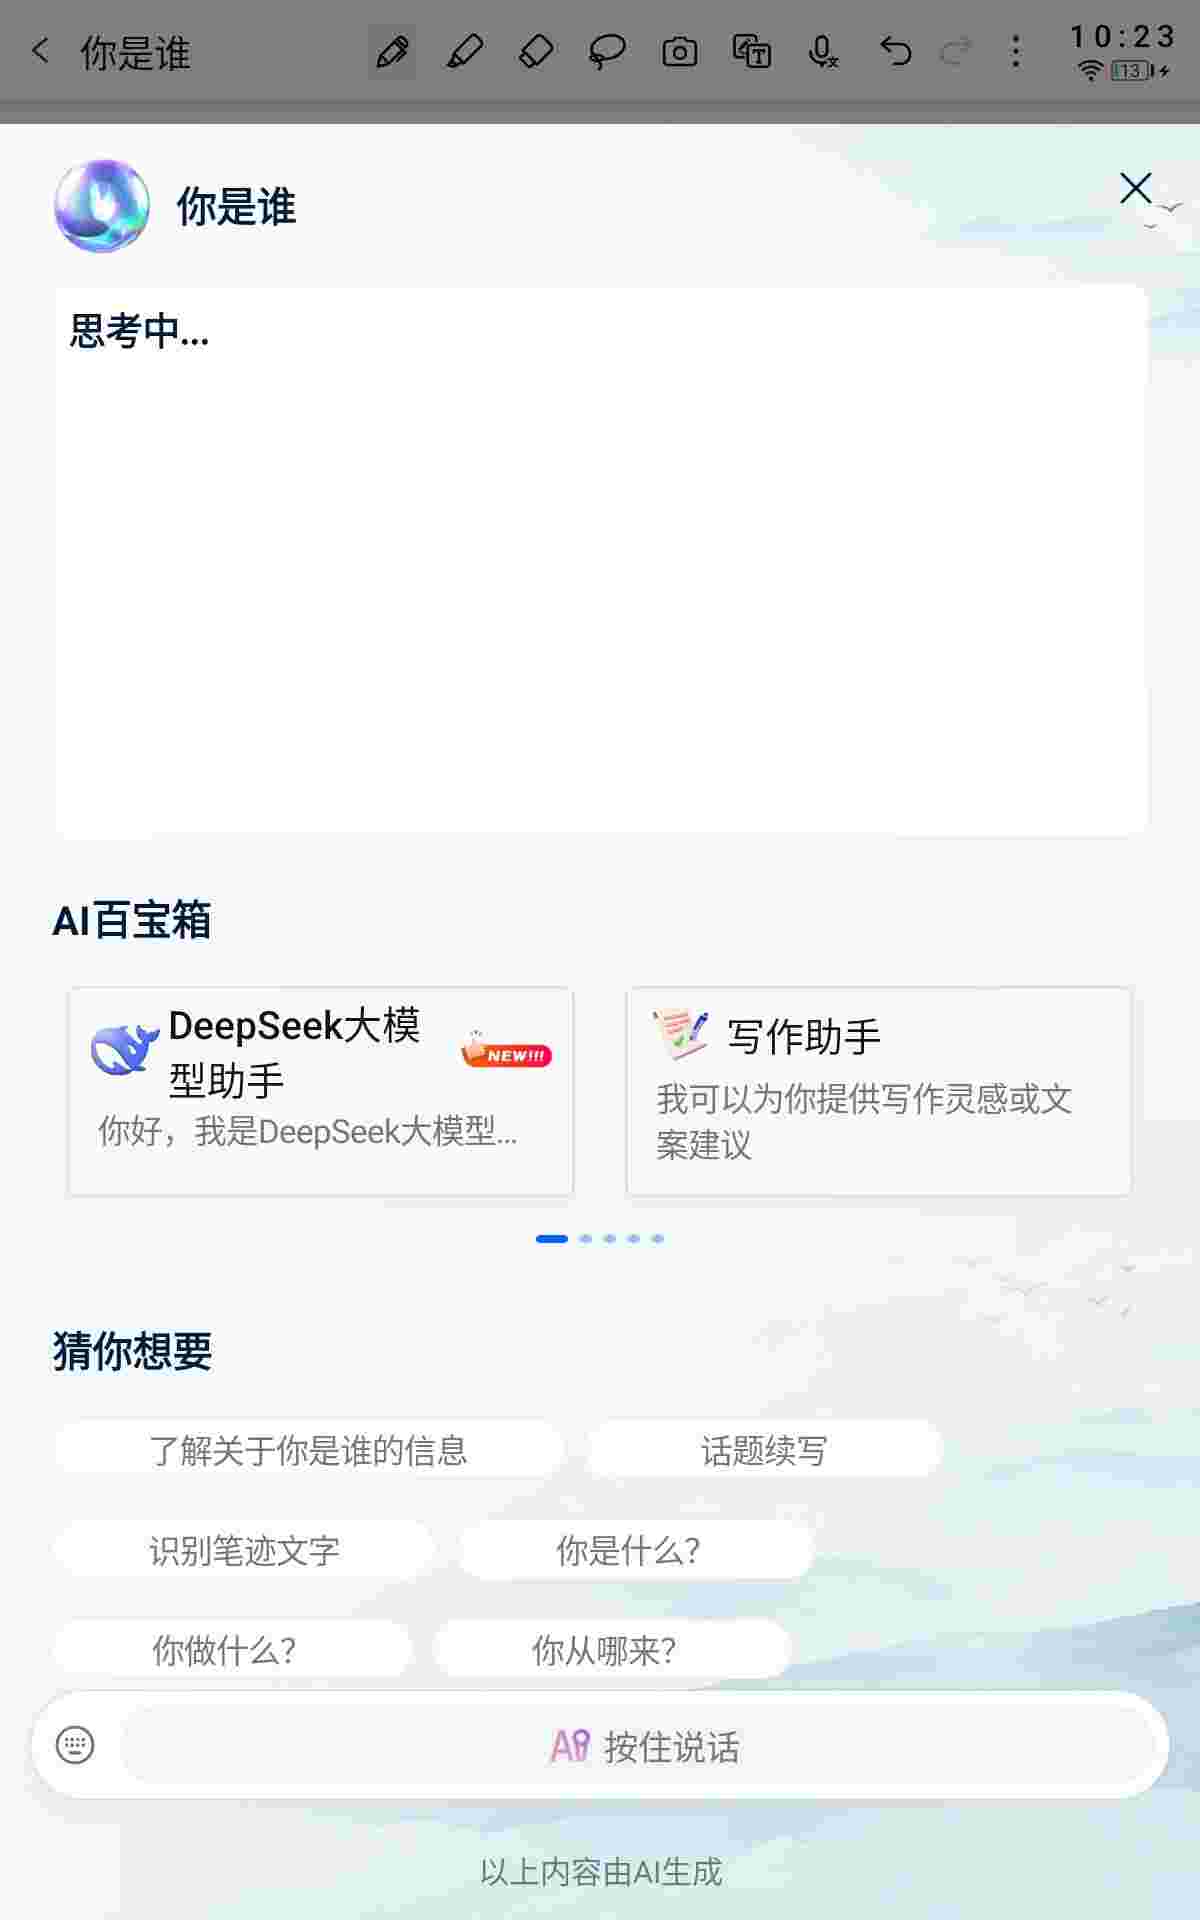 你是谁
10:23
13
你是谁
思考中...
AI百宝箱
DeepSeek大模
型助手
NEW!!!
你好，我是DeepSeek大模型...
写作助手
我可以为你提供写作灵感或文
案建议
猜你想要
了解关于你是谁的信息
话题续写
识别笔迹文字
你是什么？
你做什么？
你从哪来？
AI 按住说话
以上内容由AI生成